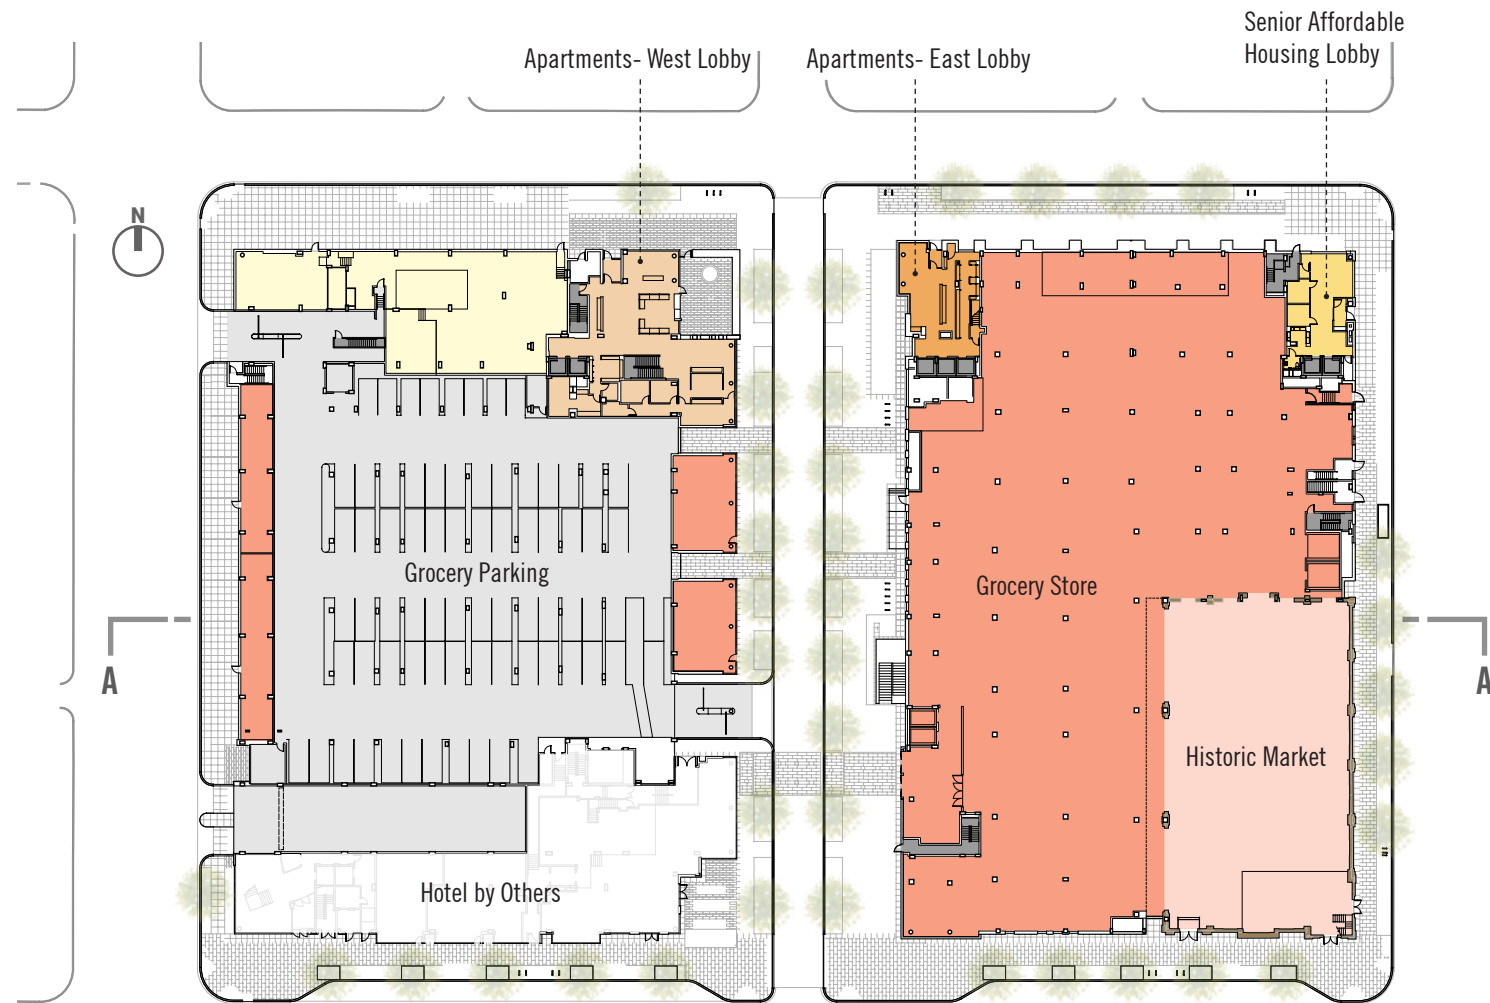 Senior Affordable
Housing Lobby
Apartments- West Lobby
Apartments- East Lobby
N
Grocery Parking
Grocery Store
A
A
Historic Market
Hotel by Others